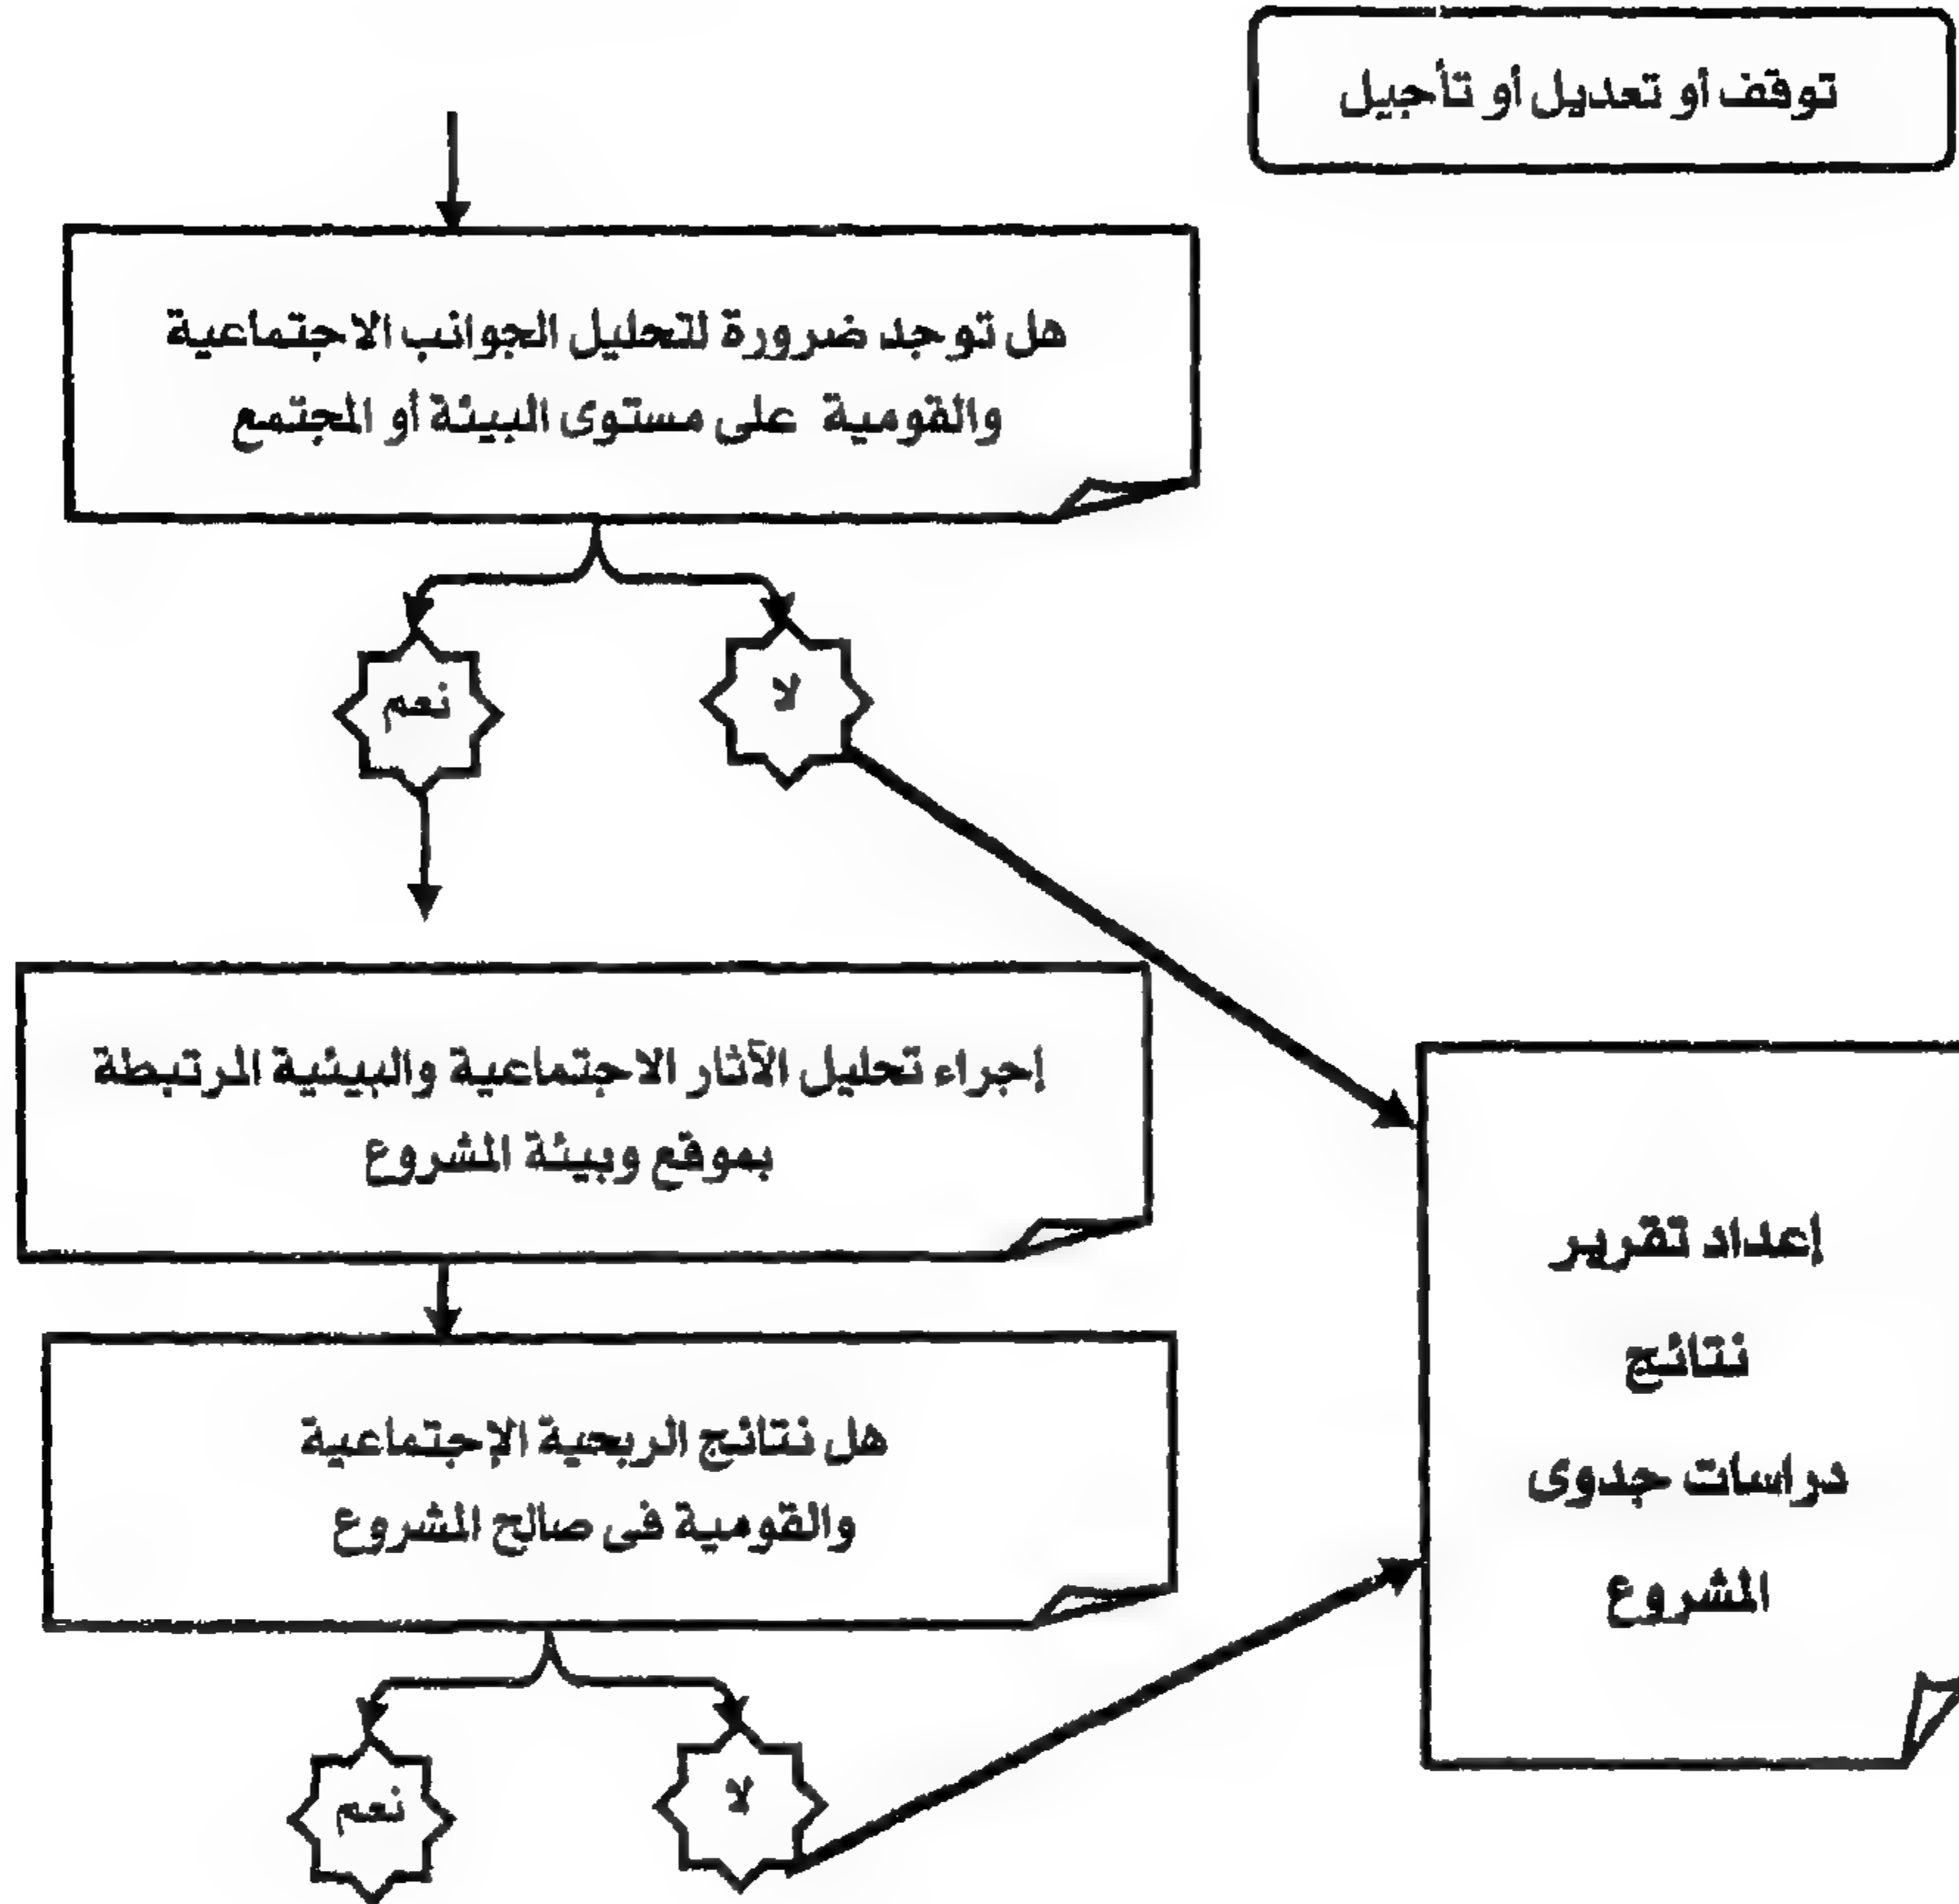 توقف أو تعديل أو تأجيل
هل توجد ضرورة للتحليل الجوانب الاجتماعية
والقومية على مستوى البيئة أو المجتمع
لا
نعم
إجراء تحليل الآثار الاجتماعية والبيئية المرتبطة
بموقع وبيئة المشروع
إعداد تقرير
نتائج
دراسات جدوى
المشروع
هل نتائج الربحية الإجتماعية
والقومية فى صالح المشروع
لا
نعم